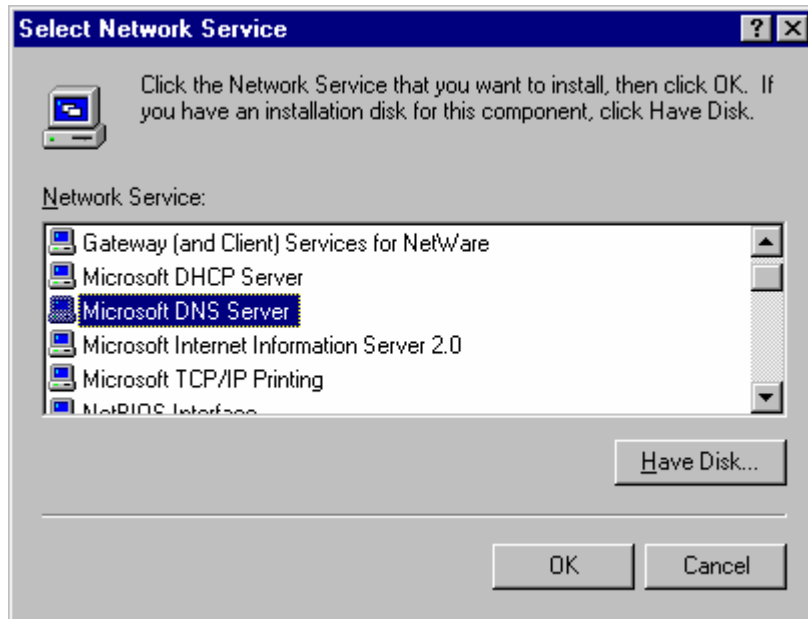 Select Network Service
Click the Network Service that you want to install, then click OK.  If
you have an installation disk for this component, click Have Disk.
Network Service:
Gateway (and Client) Services for NetWare
Microsoft DHCP Server
Microsoft DNS Server
Microsoft Internet Information Server 2.0
Microsoft TCP/IP Printing
NetBIOS Interface
Have Disk...
OK
Cancel